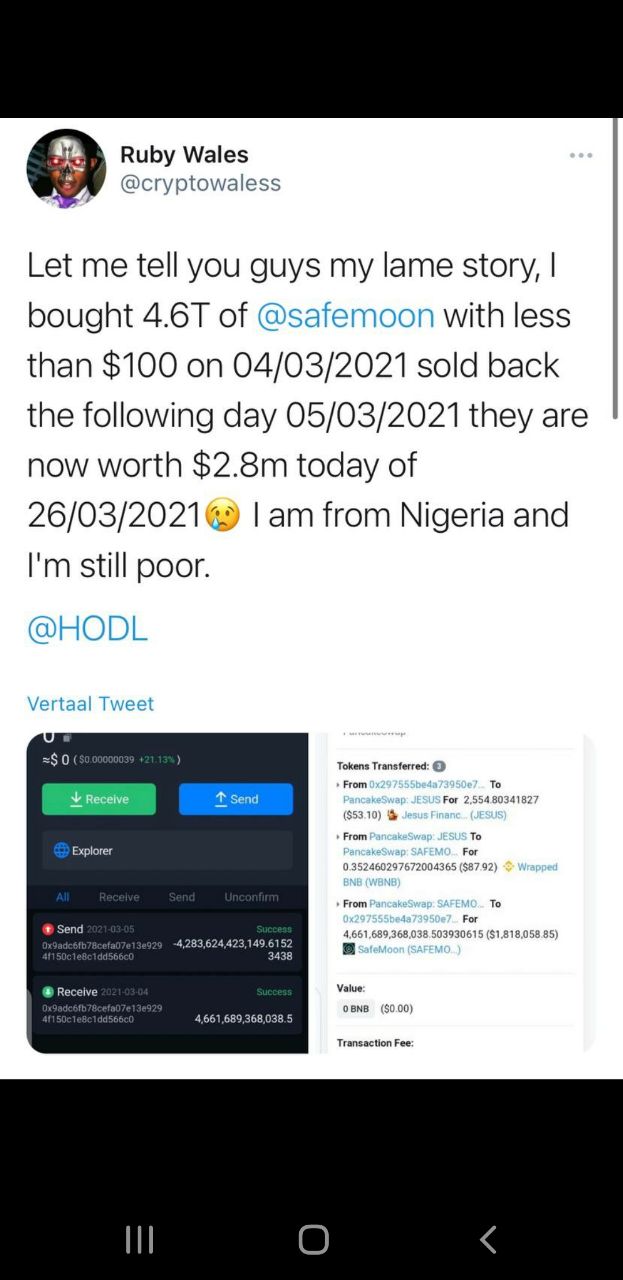 Ruby Wales
@cryptowaless
Let me tell you guys my lame story, I
bought 4.6T of @safemoon with less
than $100 on 04/03/2021 sold back
the following day 05/03/2021 they are
now worth $2.8m today of
26/03/2021😢 I am from Nigeria and
I'm still poor.
@HODL
Vertaal Tweet
≈$ 0 ($0.00000039 +21.13%)
Receive
Send
Explorer
All Receive Send Unconfirm
Send 2021-03-05 Success
0x9adc6fb78cefa07e13e929 -4,283,624,423,149.6152
4f150c1e8c1dd566c0 3438
Receive 2021-03-04 Success
0x9adc6fb78cefa07e13e929
4f150c1e8c1dd566c0 4,661,689,368,038.5
Tokens Transferred: 3
From 0x297555be4a73950e7... To
PancakeSwap: JESUS For 2,554.80341827
($53.10) Jesus Financ... (JESUS)
From PancakeSwap: JESUS To
PancakeSwap: SAFEMO... For
0.352460297672004365 ($87.92) Wrapped
BNB (WBNB)
From PancakeSwap: SAFEMO... To
0x297555be4a73950e7... For
4,661,689,368,038.503930615 ($1,818,058.85)
SafeMoon (SAFEMO...)
Value:
0 BNB ($0.00)
Transaction Fee: